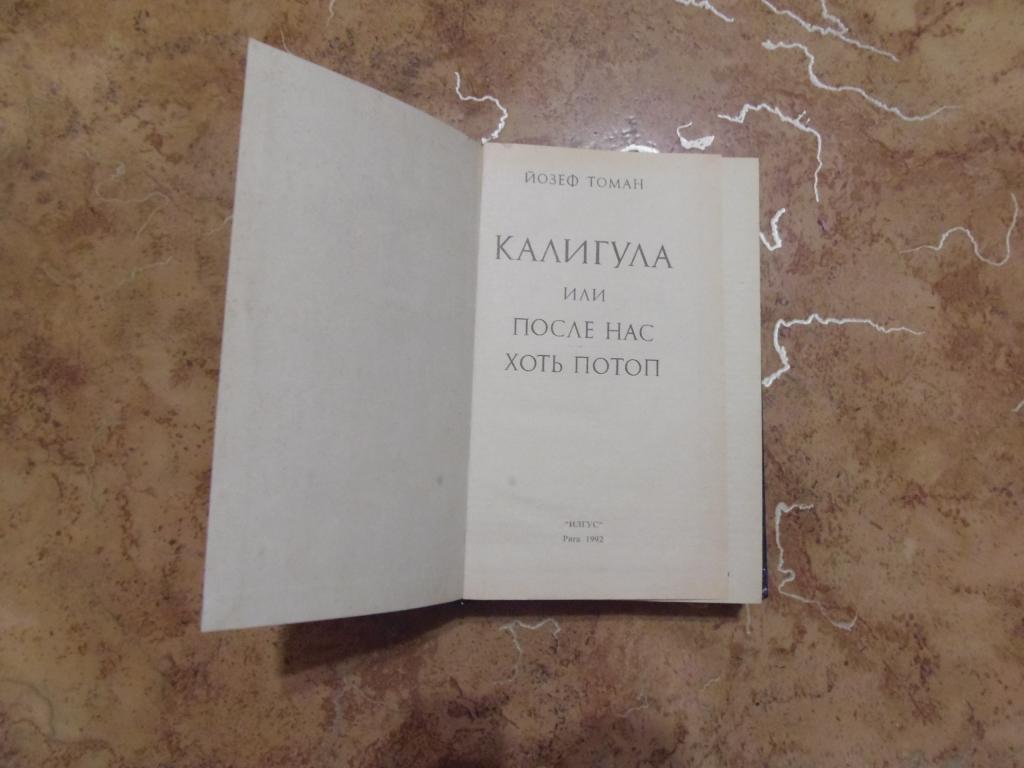 ЙОЗЕФ ТОМАН
КАЛИГУЛА
ИЛИ
ПОСЛЕ НАС
ХОТЬ ПОТОП
"ИЛГУС"
Рига 1992